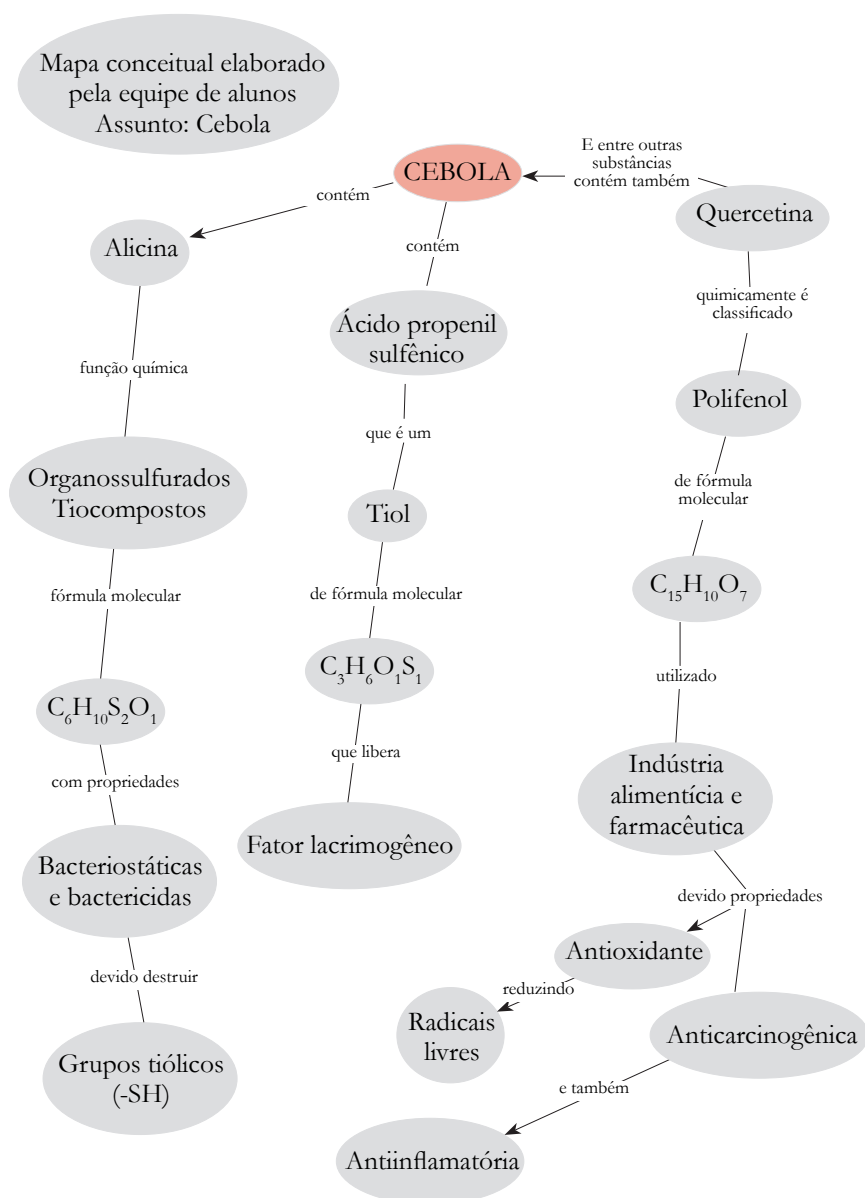 Mapa conceitual elaborado
pela equipe de alunos
Assunto: Cebola
CEBOLA
contém
Alicina
função química
Organossulfurados
Tiocompostos
fórmula molecular
C₆H₁₀S₂O₁
com propriedades
Bacteriostáticas
e bactericidas
devido destruir
Grupos tiólicos
(-SH)
contém
Ácido propenil
sulfênico
que é um
Tiol
de fórmula molecular
C₃H₆O₁S₁
que libera
Fator lacrimogêneo
E entre outras
substâncias
contém também
Quercetina
quimicamente é
classificado
Polifenol
de fórmula
molecular
C₁₅H₁₀O₇
utilizado
Indústria
alimentícia e
farmacêutica
devido propriedades
Antioxidante
reduzindo
Radicais
livres
Anticarcinogênica
e também
Antiinflamatória